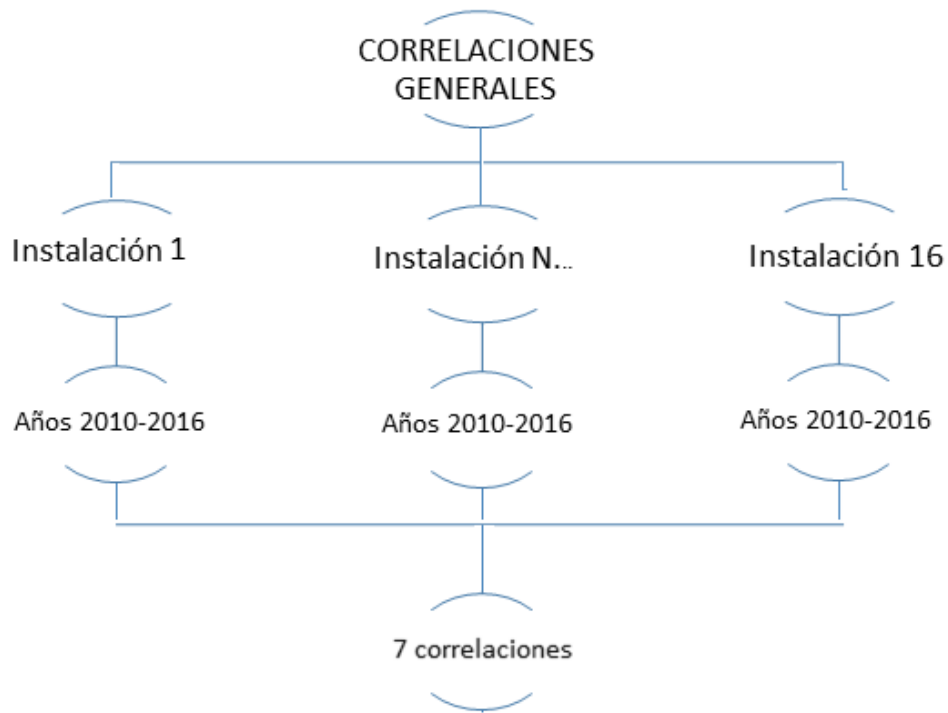 CORRELACIONES
GENERALES
Instalación 1
Instalación N...
Instalación 16
Años 2010-2016
Años 2010-2016
Años 2010-2016
7 correlaciones